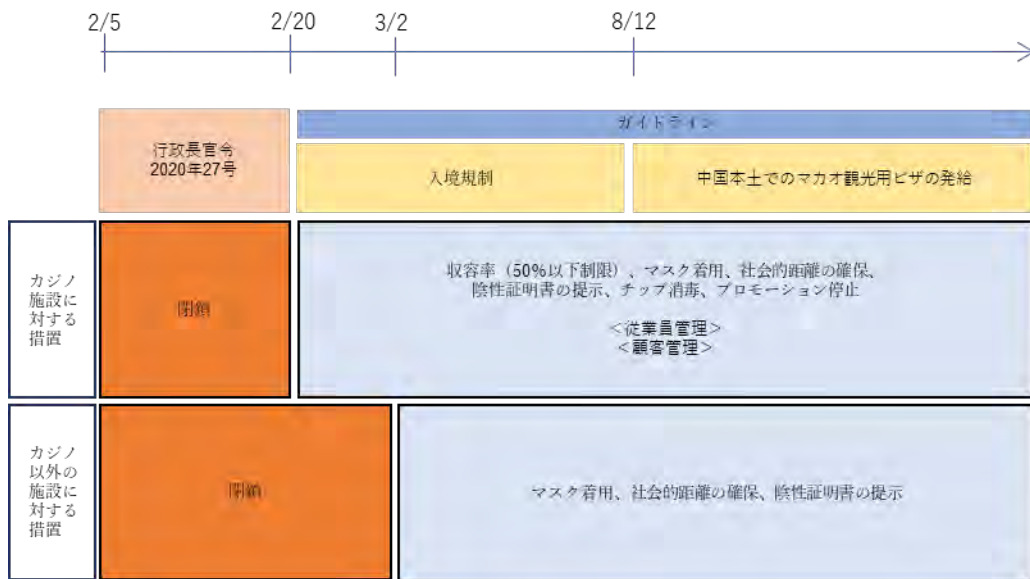 2/5
2/20
3/2
8/12
行政長官令
2020年27号
ガイドライン
入境規制
中国本土でのマカオ観光用ビザの発給
カジノ
施設に
対する
措置
閉鎖
収容率（50%以下制限）、マスク着用、社会的距離の確保、
陰性証明書の提示、チップ消毒、プロモーション停止
＜従業員管理＞
＜顧客管理＞
カジノ
以外の
施設に
対する
措置
閉鎖
マスク着用、社会的距離の確保、陰性証明書の提示